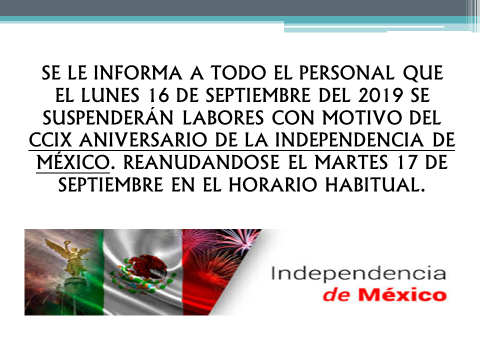 SE LE INFORMA A TODO EL PERSONAL QUE
EL LUNES 16 DE SEPTIEMBRE DEL 2019 SE
SUSPENDERÁN LABORES CON MOTIVO DEL
CCIX ANIVERSARIO DE LA INDEPENDENCIA DE
MÉXICO. REANUDANDOSE EL MARTES 17 DE
SEPTIEMBRE EN EL HORARIO HABITUAL.
Independencia
de México